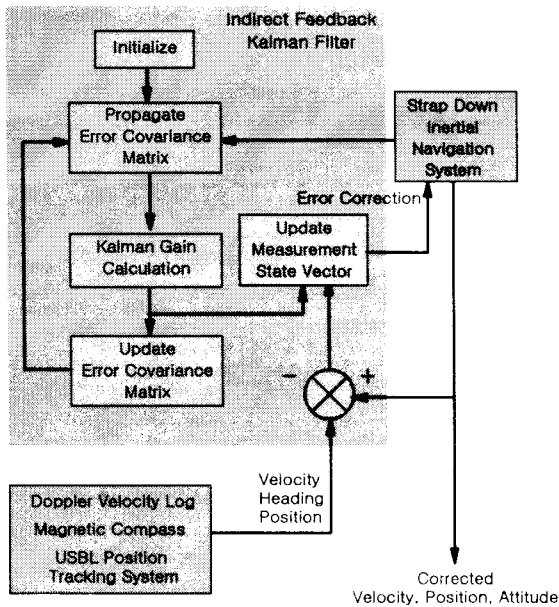 Indirect Feedback
Kalman Filter
Initialize
Propagate
Error Covariance
Matrix
Strap Down
Inertial
Navigation
System
Error Correction
Kalman Gain
Calculation
Update
Measurement
State Vector
Update
Error Covariance
Matrix
− +
Velocity
Heading
Position
Doppler Velocity Log
Magnetic Compass
USBL Position
Tracking System
Corrected
Velocity, Position, Attitude